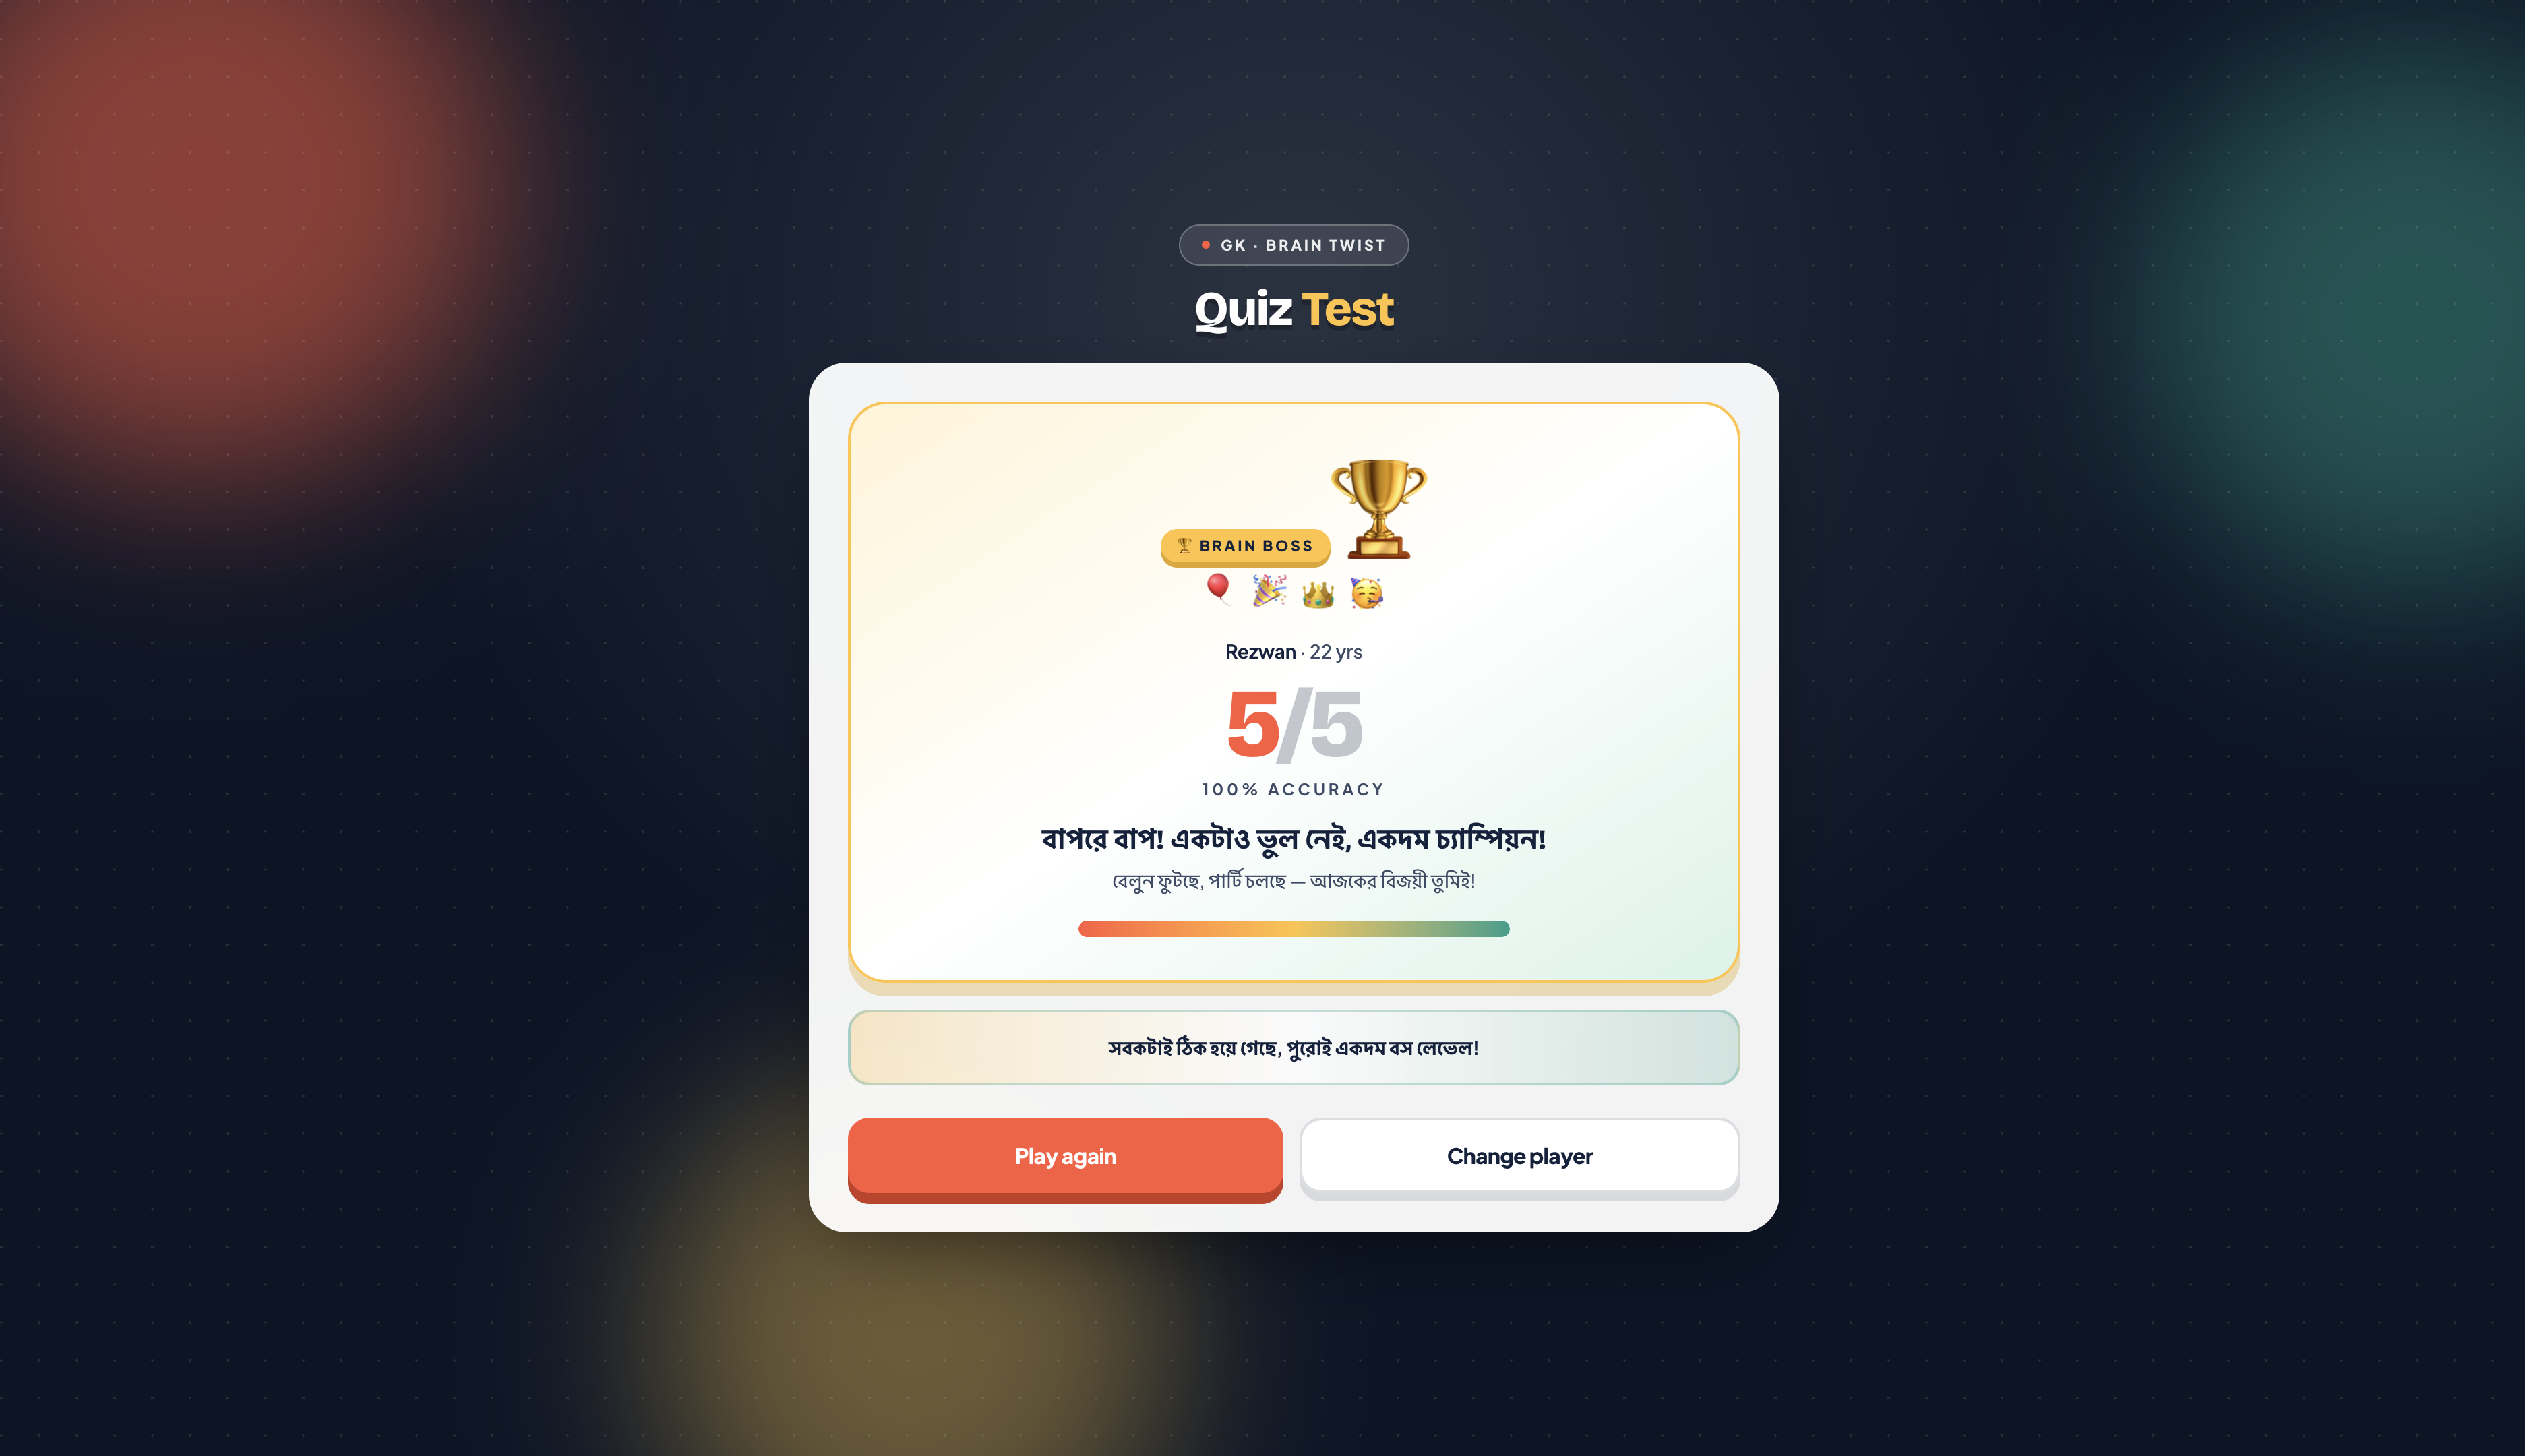 GK · BRAIN TWIST
Quiz Test
🏆 BRAIN BOSS
Rezwan · 22 yrs
5/5
100% ACCURACY
বাপরে বাপ! একটাও ভুল নেই, একদম চ্যাম্পিয়ন!
বেলুন ফুটছে, পার্টি চলছে — আজকের বিজয়ী তুমিই!
সবকটাই ঠিক হয়ে গেছে, পুরোই একদম বস লেভেল!
Play again
Change player